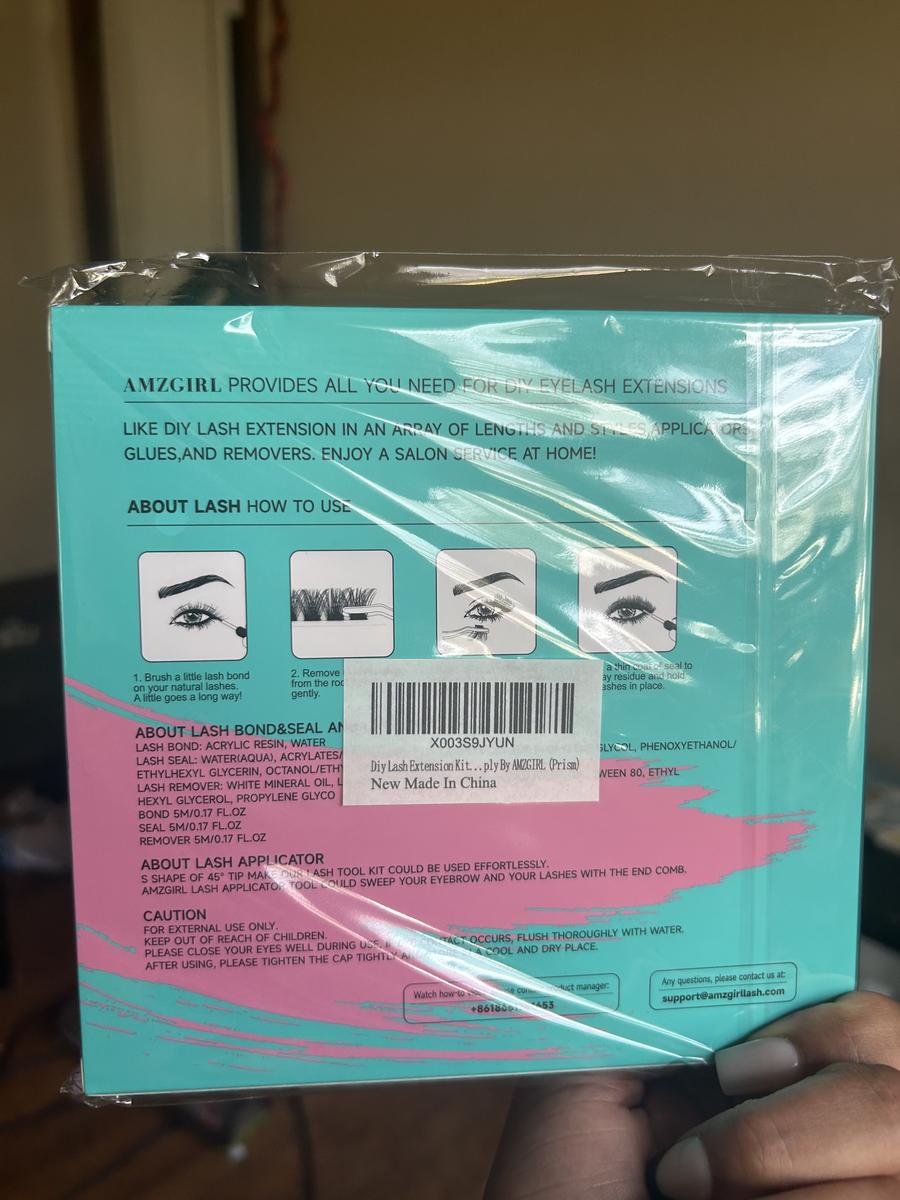 AMZGIRL PROVIDES ALL YOU NEED FOR DIY EYELASH EXTENSIONS
LIKE DIY LASH EXTENSION IN AN ARRAY OF LENGTHS AND STYLES,APPLICATORS
GLUES,AND REMOVERS. ENJOY A SALON SERVICE AT HOME!
ABOUT LASH HOW TO USE
1. Brush a little lash bond
on your natural lashes.
A little goes a long way!
2. Remove
from the
gently.
a thin coat of seal to
residue and hold
lashes in place.
ABOUT LASH BOND&SEAL
LASH BOND: ACRYLIC RESIN, WATER
LASH SEAL: WATER(AQUA), ACRYLATES/
GLYCOL, PHENOXYETHANOL/
ETHYLHEXYL GLYCERIN,
LASH REMOVER: WHITE MINERAL OIL,
80, ETHYL
HEXYL GLYCEROL, PROPYLENE
BOND 5M/0.17 FL.OZ
SEAL 5M/0.17 FL.OZ
REMOVER 5M/0.17 FL.OZ
X003S9JYUN
Diy Lash Extension Kit...ply By AMZGIRL (Prism)
New Made In China
ABOUT LASH APPLICATOR
S SHAPE OF 45° TIP MAKE OUR LASH TOOL KIT COULD BE USED EFFORTLESSLY.
AMZGIRL LASH APPLICATOR TOOL COULD SWEEP YOUR EYEBROW AND YOUR LASHES WITH THE END COMB.
CAUTION
FOR EXTERNAL USE ONLY.
KEEP OUT OF REACH OF CHILDREN.
PLEASE CLOSE YOUR EYES WELL DURING USE, CONTACT OCCURS, FLUSH THOROUGHLY WITH WATER.
AFTER USING, PLEASE TIGHTEN THE CAP TIGHTLY A COOL AND DRY PLACE.
Watch how-to product manager:
Any questions, please contact us at:
support@amzgirllash.com